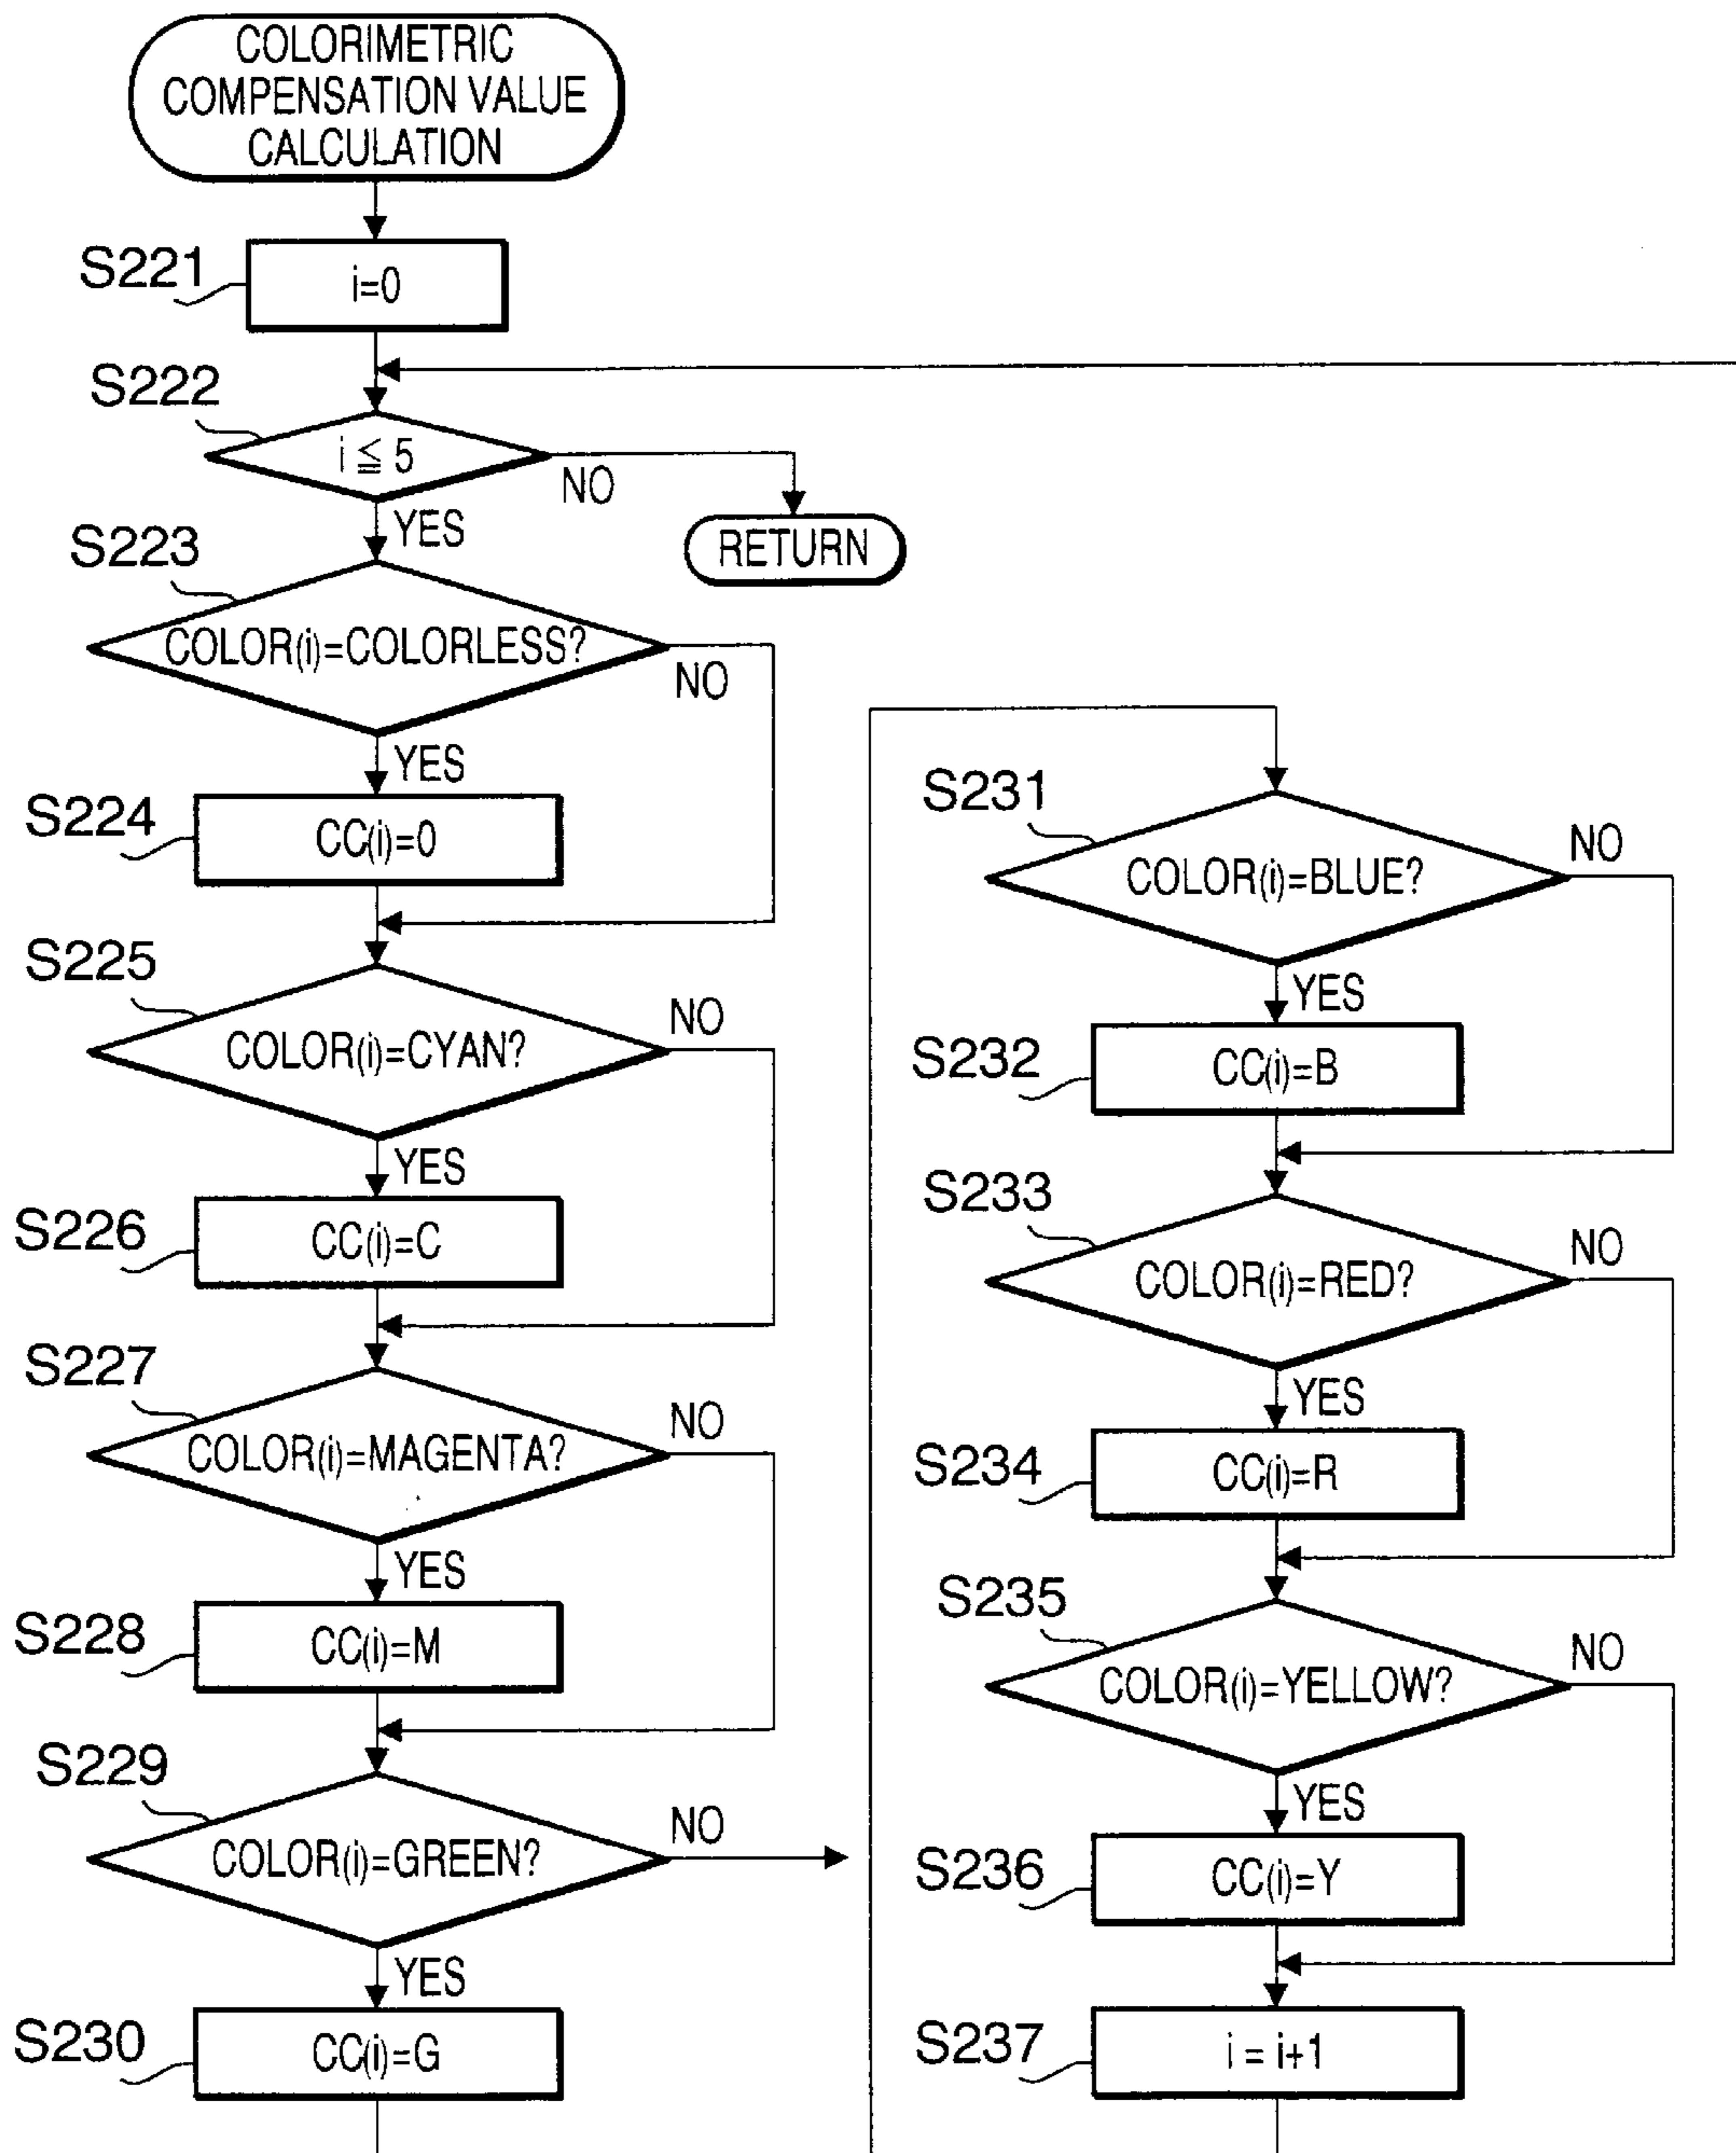 COLORIMETRIC
COMPENSATION VALUE
CALCULATION
S221
i=0
S222
i ≦ 5
NO
YES
RETURN
S223
COLOR(i)=COLORLESS?
NO
YES
S224
CC(i)=0
S225
COLOR(i)=CYAN?
NO
YES
S226
CC(i)=C
S227
COLOR(i)=MAGENTA?
NO
YES
S228
CC(i)=M
S229
COLOR(i)=GREEN?
NO
YES
S230
CC(i)=G
S231
COLOR(i)=BLUE?
NO
YES
S232
CC(i)=B
S233
COLOR(i)=RED?
NO
YES
S234
CC(i)=R
S235
COLOR(i)=YELLOW?
NO
YES
S236
CC(i)=Y
S237
i = i+1